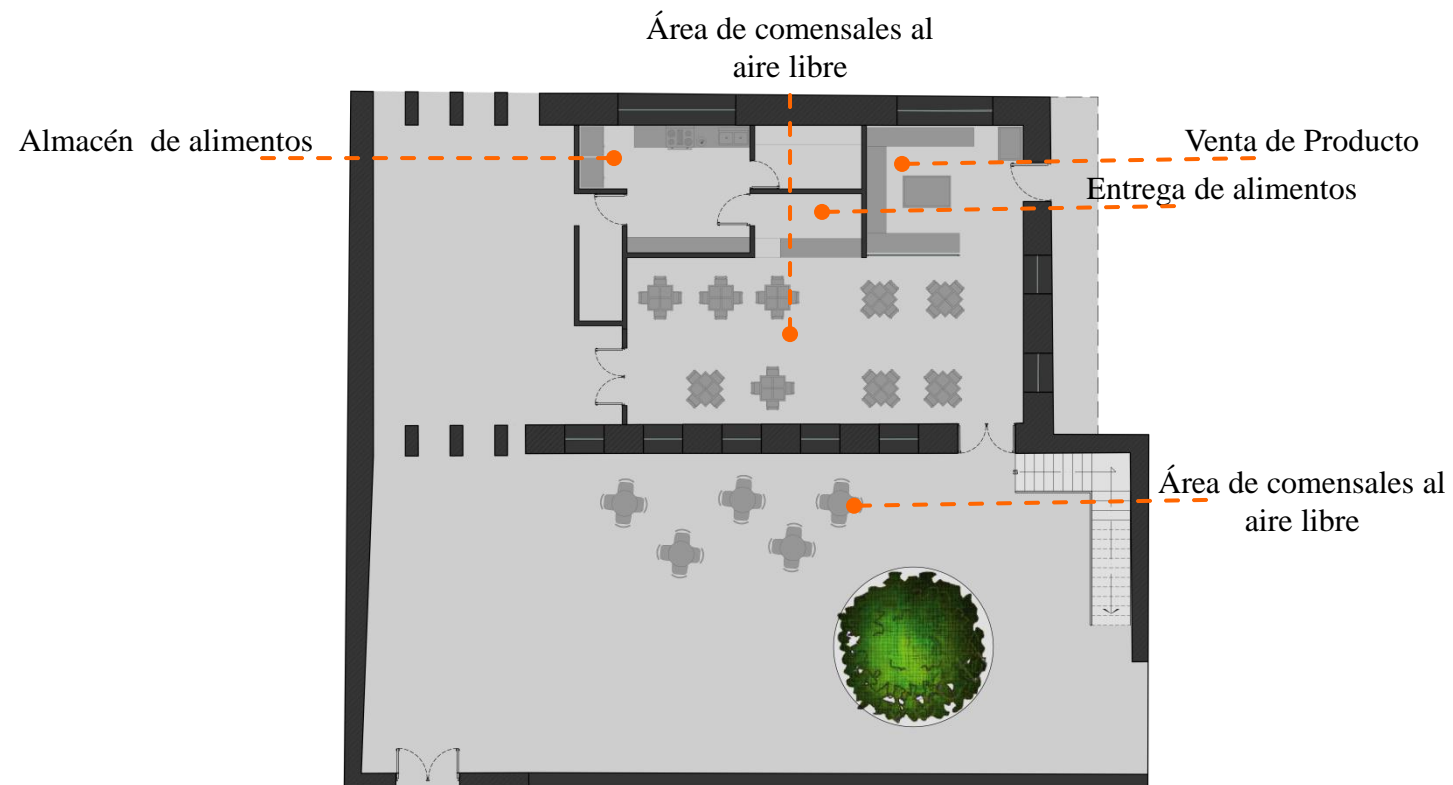 Área de comensales al
aire libre
Almacén de alimentos
Venta de Producto
Entrega de alimentos
Área de comensales al
aire libre